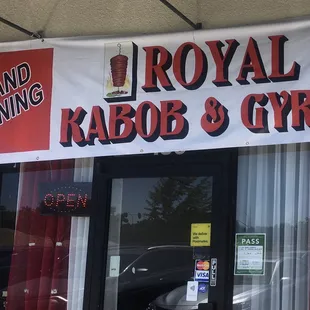 AND
NING
ROYAL
KABOB & GYR
OPEN
PASS
VISA